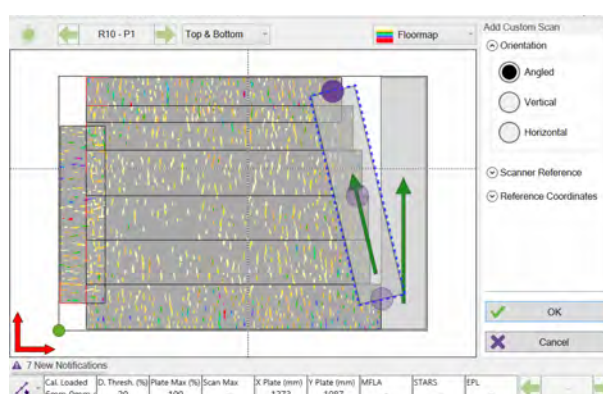 R10 - P1
Top & Bottom
Floormap
Add Custom Scan
Orientation
Angled
Vertical
Horizontal
Scanner Reference
Reference Coordinates
OK
Cancel
7 New Notifications
Cal. Loaded
D. Thresh. (%)
Plate Max (%)
Scan Max
X Plate (mm)
Y Plate (mm)
MFLA
STARS
EPL